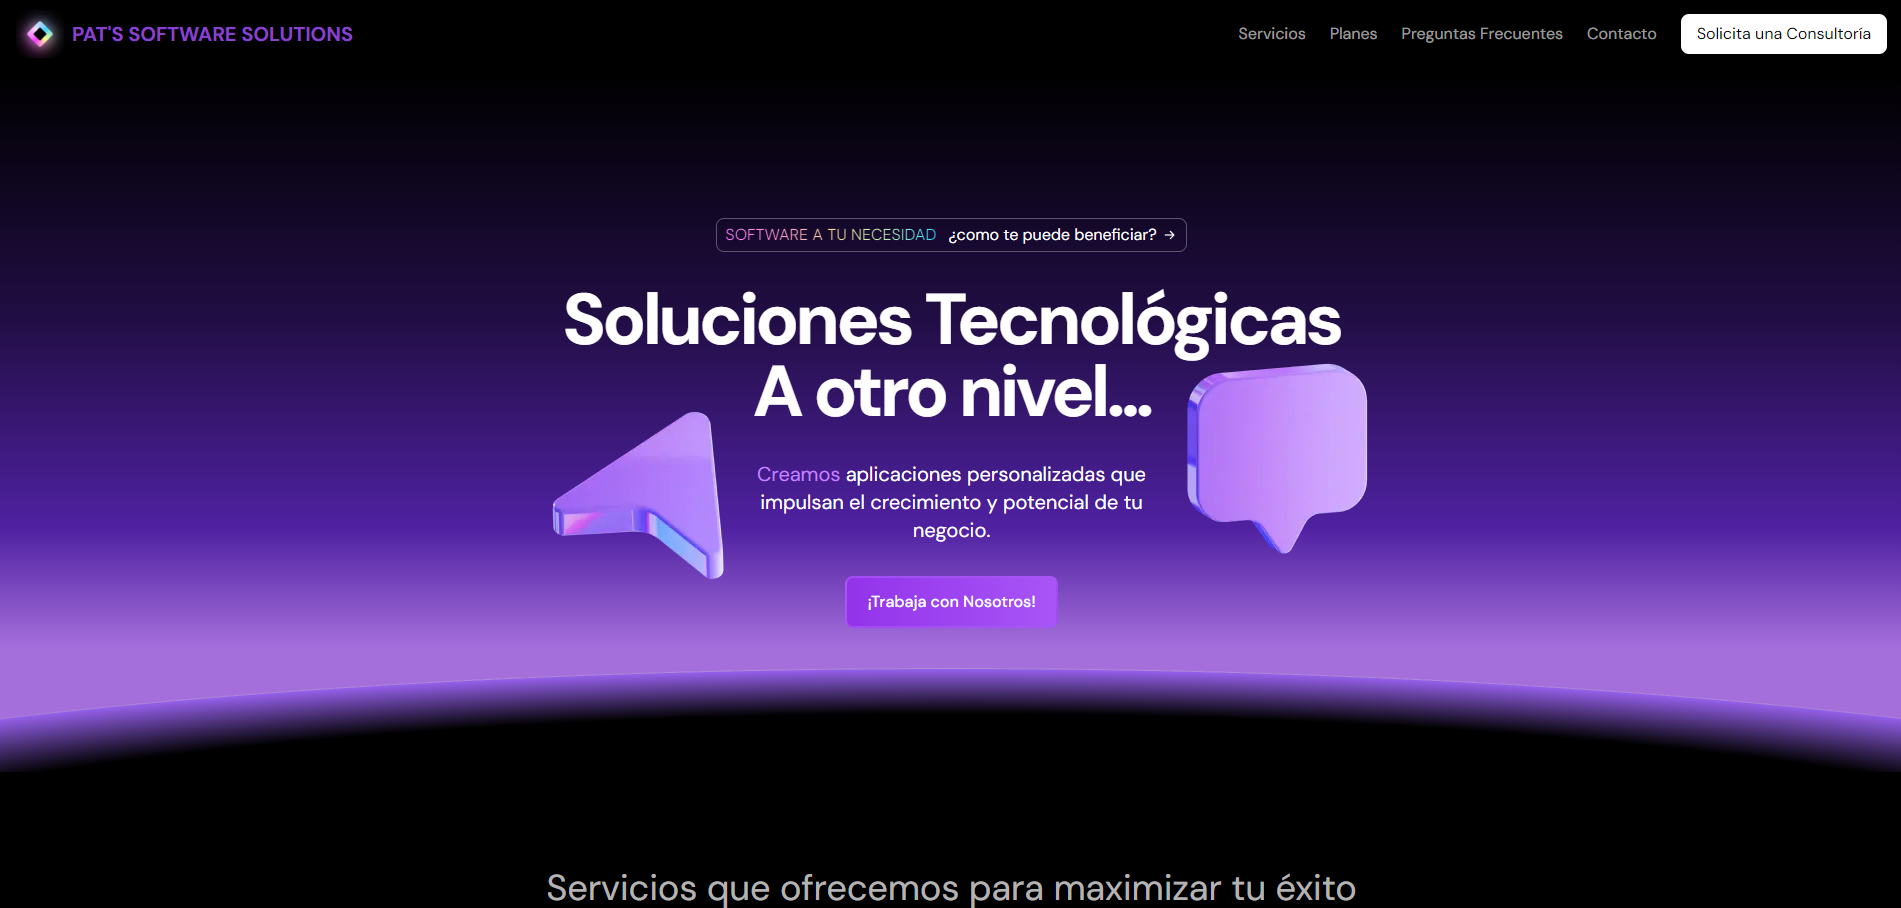 PAT'S SOFTWARE SOLUTIONS
Servicios
Planes
Preguntas Frecuentes
Contacto
Solicita una Consultoría
SOFTWARE A TU NECESIDAD ¿como te puede beneficiar? →
Soluciones Tecnológicas
A otro nivel...
Creamos aplicaciones personalizadas que
impulsan el crecimiento y potencial de tu
negocio.
¡Trabaja con Nosotros!
Servicios que ofrecemos para maximizar tu éxito